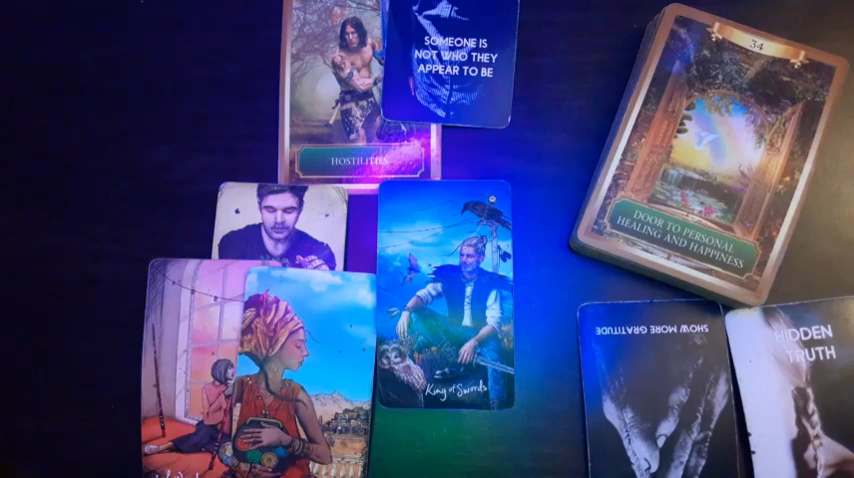 SOMEONE IS
NOT WHO THEY
APPEAR TO BE
HOSTILITIES
34
DOOR TO PERSONAL
HEALING AND HAPPINESS
King of Swords
SHOW MORE GRATITUDE
HIDDEN
TRUTH